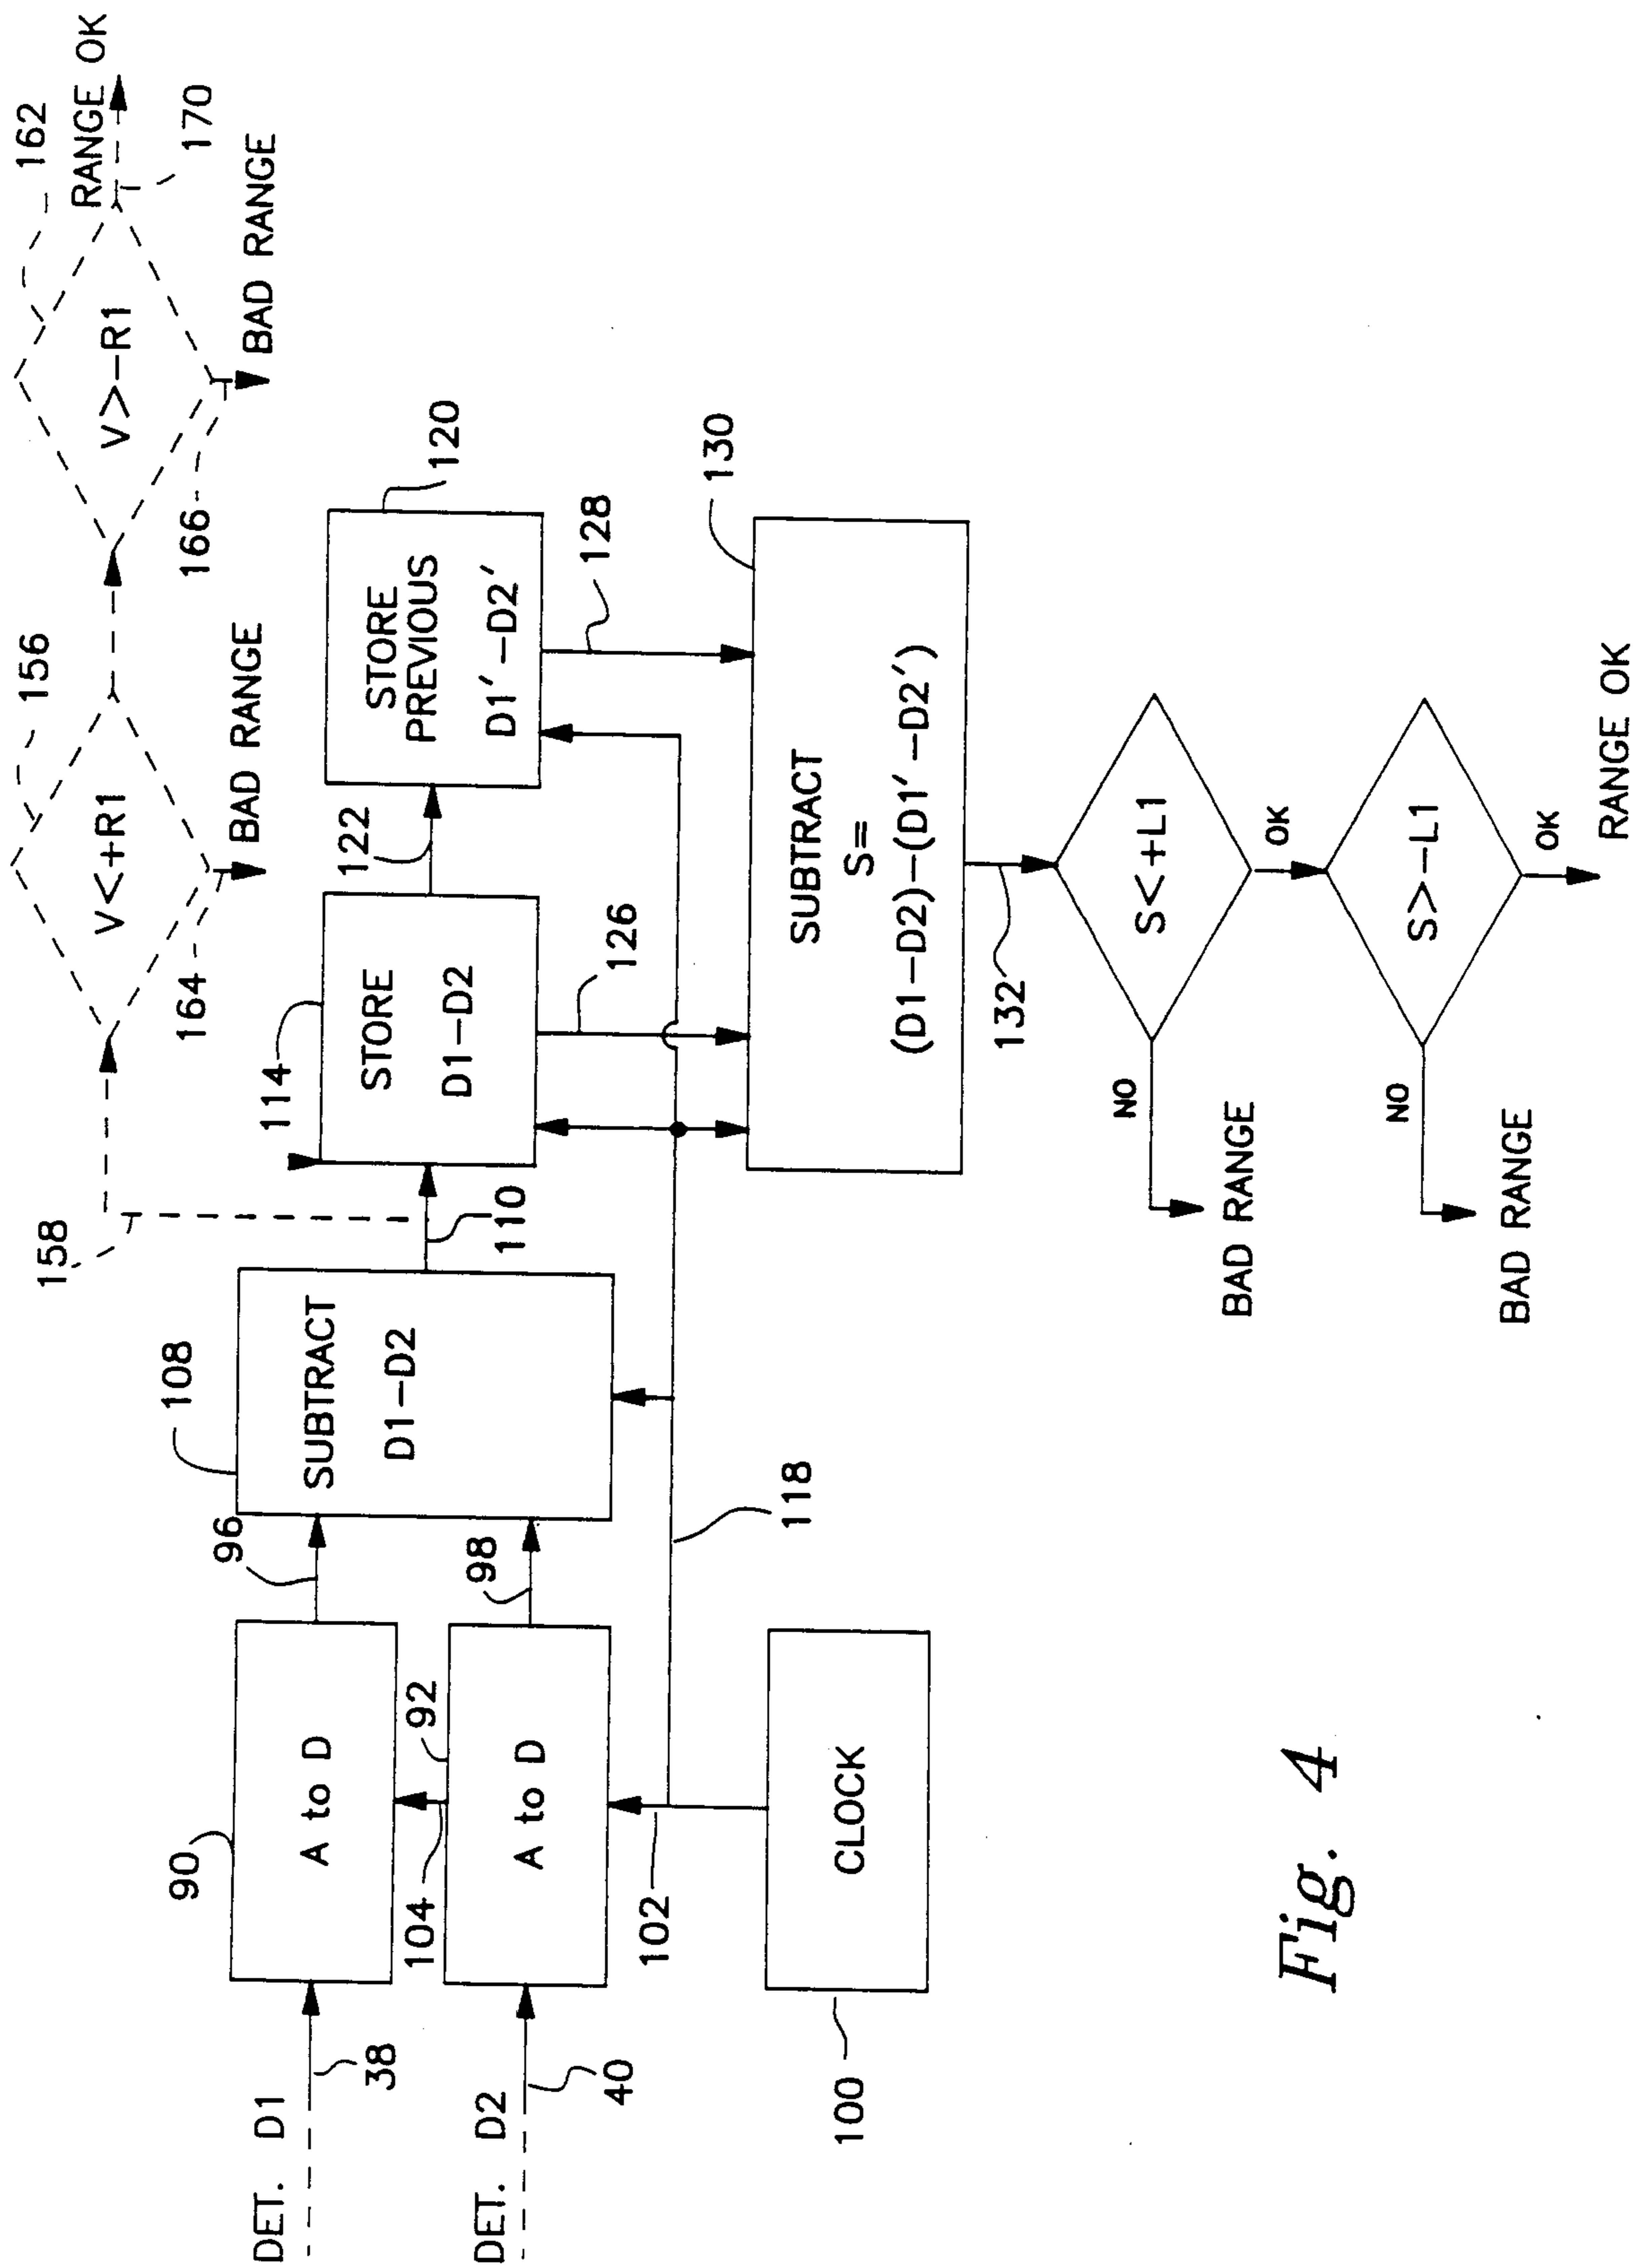 162
RANGE OK
156
170
V<+R1
V>-R1
158
164
BAD RANGE
166
BAD RANGE
108
114
122
120
SUBTRACT
D1-D2
STORE
D1-D2
STORE
PREVIOUS
D1'-D2'
96
110
126
128
DET. D1
38
90
A to D
98
130
104
92
DET. D2
40
A to D
118
102
SUBTRACT
S=
(D1-D2)-(D1'-D2')
100
CLOCK
132
NO
S<+L1
BAD RANGE
OK
NO
S>-L1
BAD RANGE
OK
RANGE OK
Fig. 4